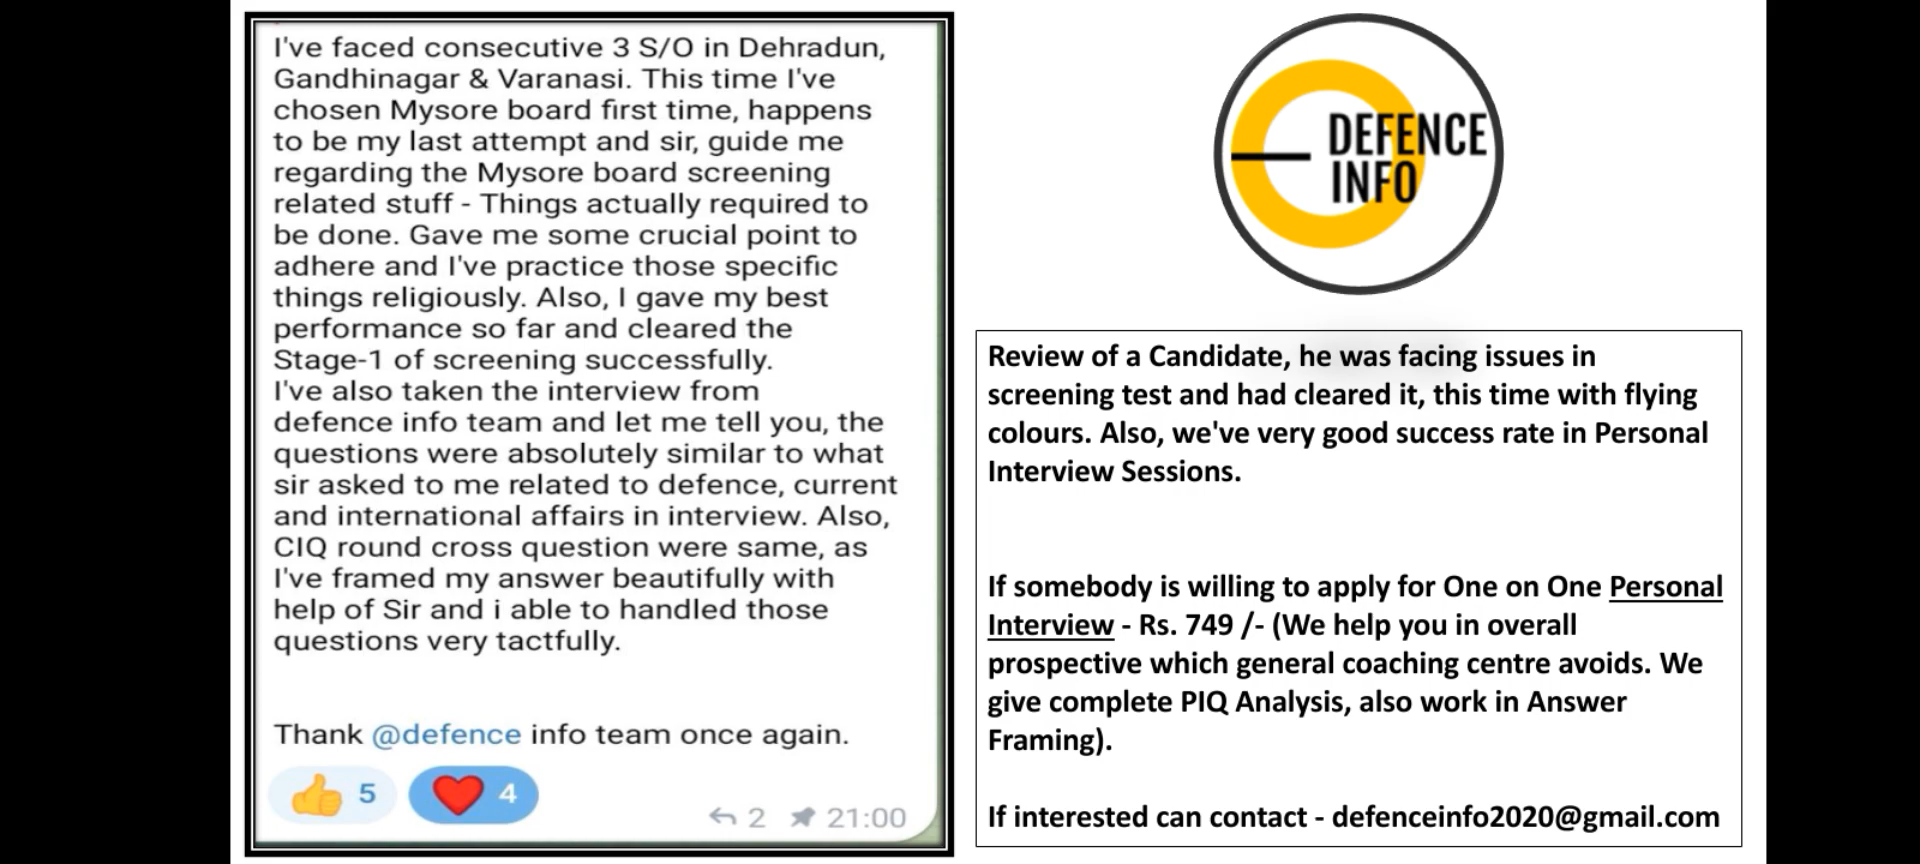 I've faced consecutive 3 S/O in Dehradun,
Gandhinagar & Varanasi. This time I've
chosen Mysore board first time, happens
to be my last attempt and sir, guide me
regarding the Mysore board screening
related stuff - Things actually required to
be done. Gave me some crucial point to
adhere and I've practice those specific
things religiously. Also, I gave my best
performance so far and cleared the
Stage-1 of screening successfully.
I've also taken the interview from
defence info team and let me tell you, the
questions were absolutely similar to what
sir asked to me related to defence, current
and international affairs in interview. Also,
CIQ round cross question were same, as
I've framed my answer beautifully with
help of Sir and i able to handled those
questions very tactfully.
Thank @defence info team once again.
👍 5 ❤️ 4
2 21:00
DEFENCE
INFO
Review of a Candidate, he was facing issues in
screening test and had cleared it, this time with flying
colours. Also, we've very good success rate in Personal
Interview Sessions.
If somebody is willing to apply for One on One Personal
Interview - Rs. 749 /- (We help you in overall
prospective which general coaching centre avoids. We
give complete PIQ Analysis, also work in Answer
Framing).
If interested can contact - defenceinfo2020@gmail.com